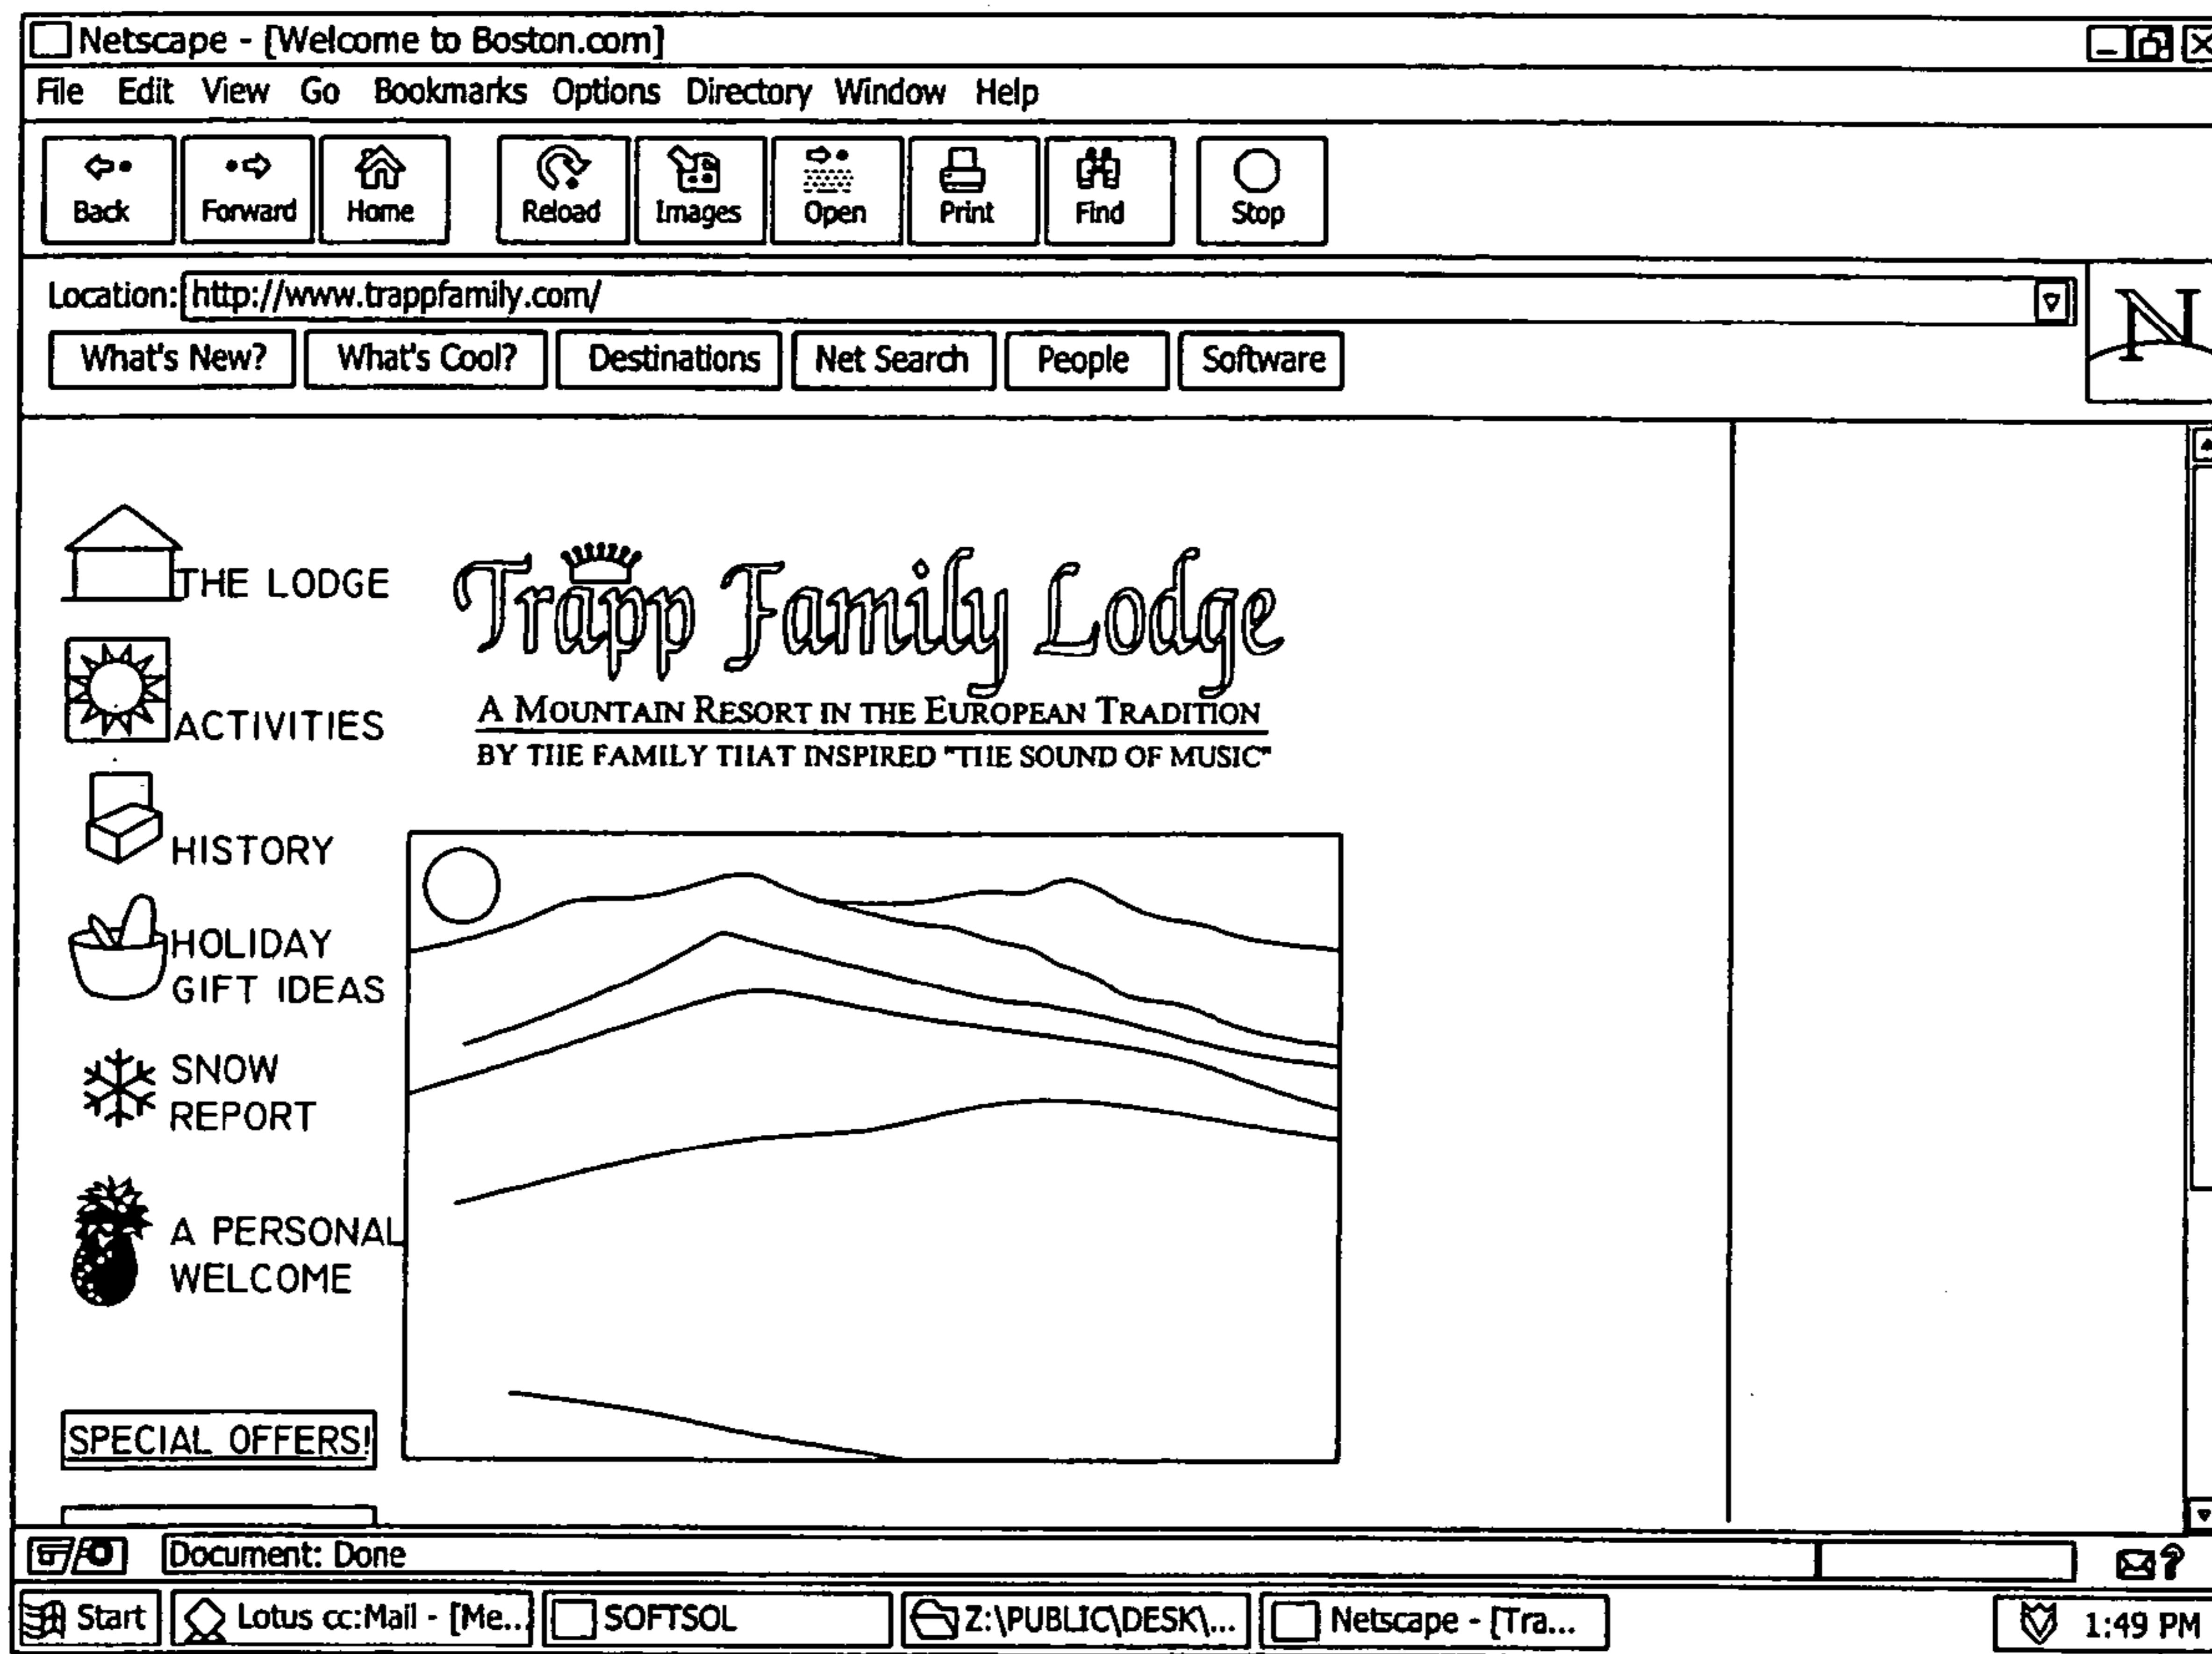 Netscape - [Welcome to Boston.com]
File Edit View Go Bookmarks Options Directory Window Help
Back Forward Home Reload Images Open Print Find Stop
Location: http://www.trappfamily.com/
N
What's New? What's Cool? Destinations Net Search People Software
THE LODGE
Trapp Family Lodge
ACTIVITIES
A MOUNTAIN RESORT IN THE EUROPEAN TRADITION
BY THE FAMILY THAT INSPIRED "THE SOUND OF MUSIC"
HISTORY
HOLIDAY
GIFT IDEAS
SNOW
REPORT
A PERSONAL
WELCOME
SPECIAL OFFERS!
Document: Done
Start Lotus cc:Mail - [Me... SOFTSOL Z:\PUBLIC\DESK\... Netscape - [Tra... 1:49 PM